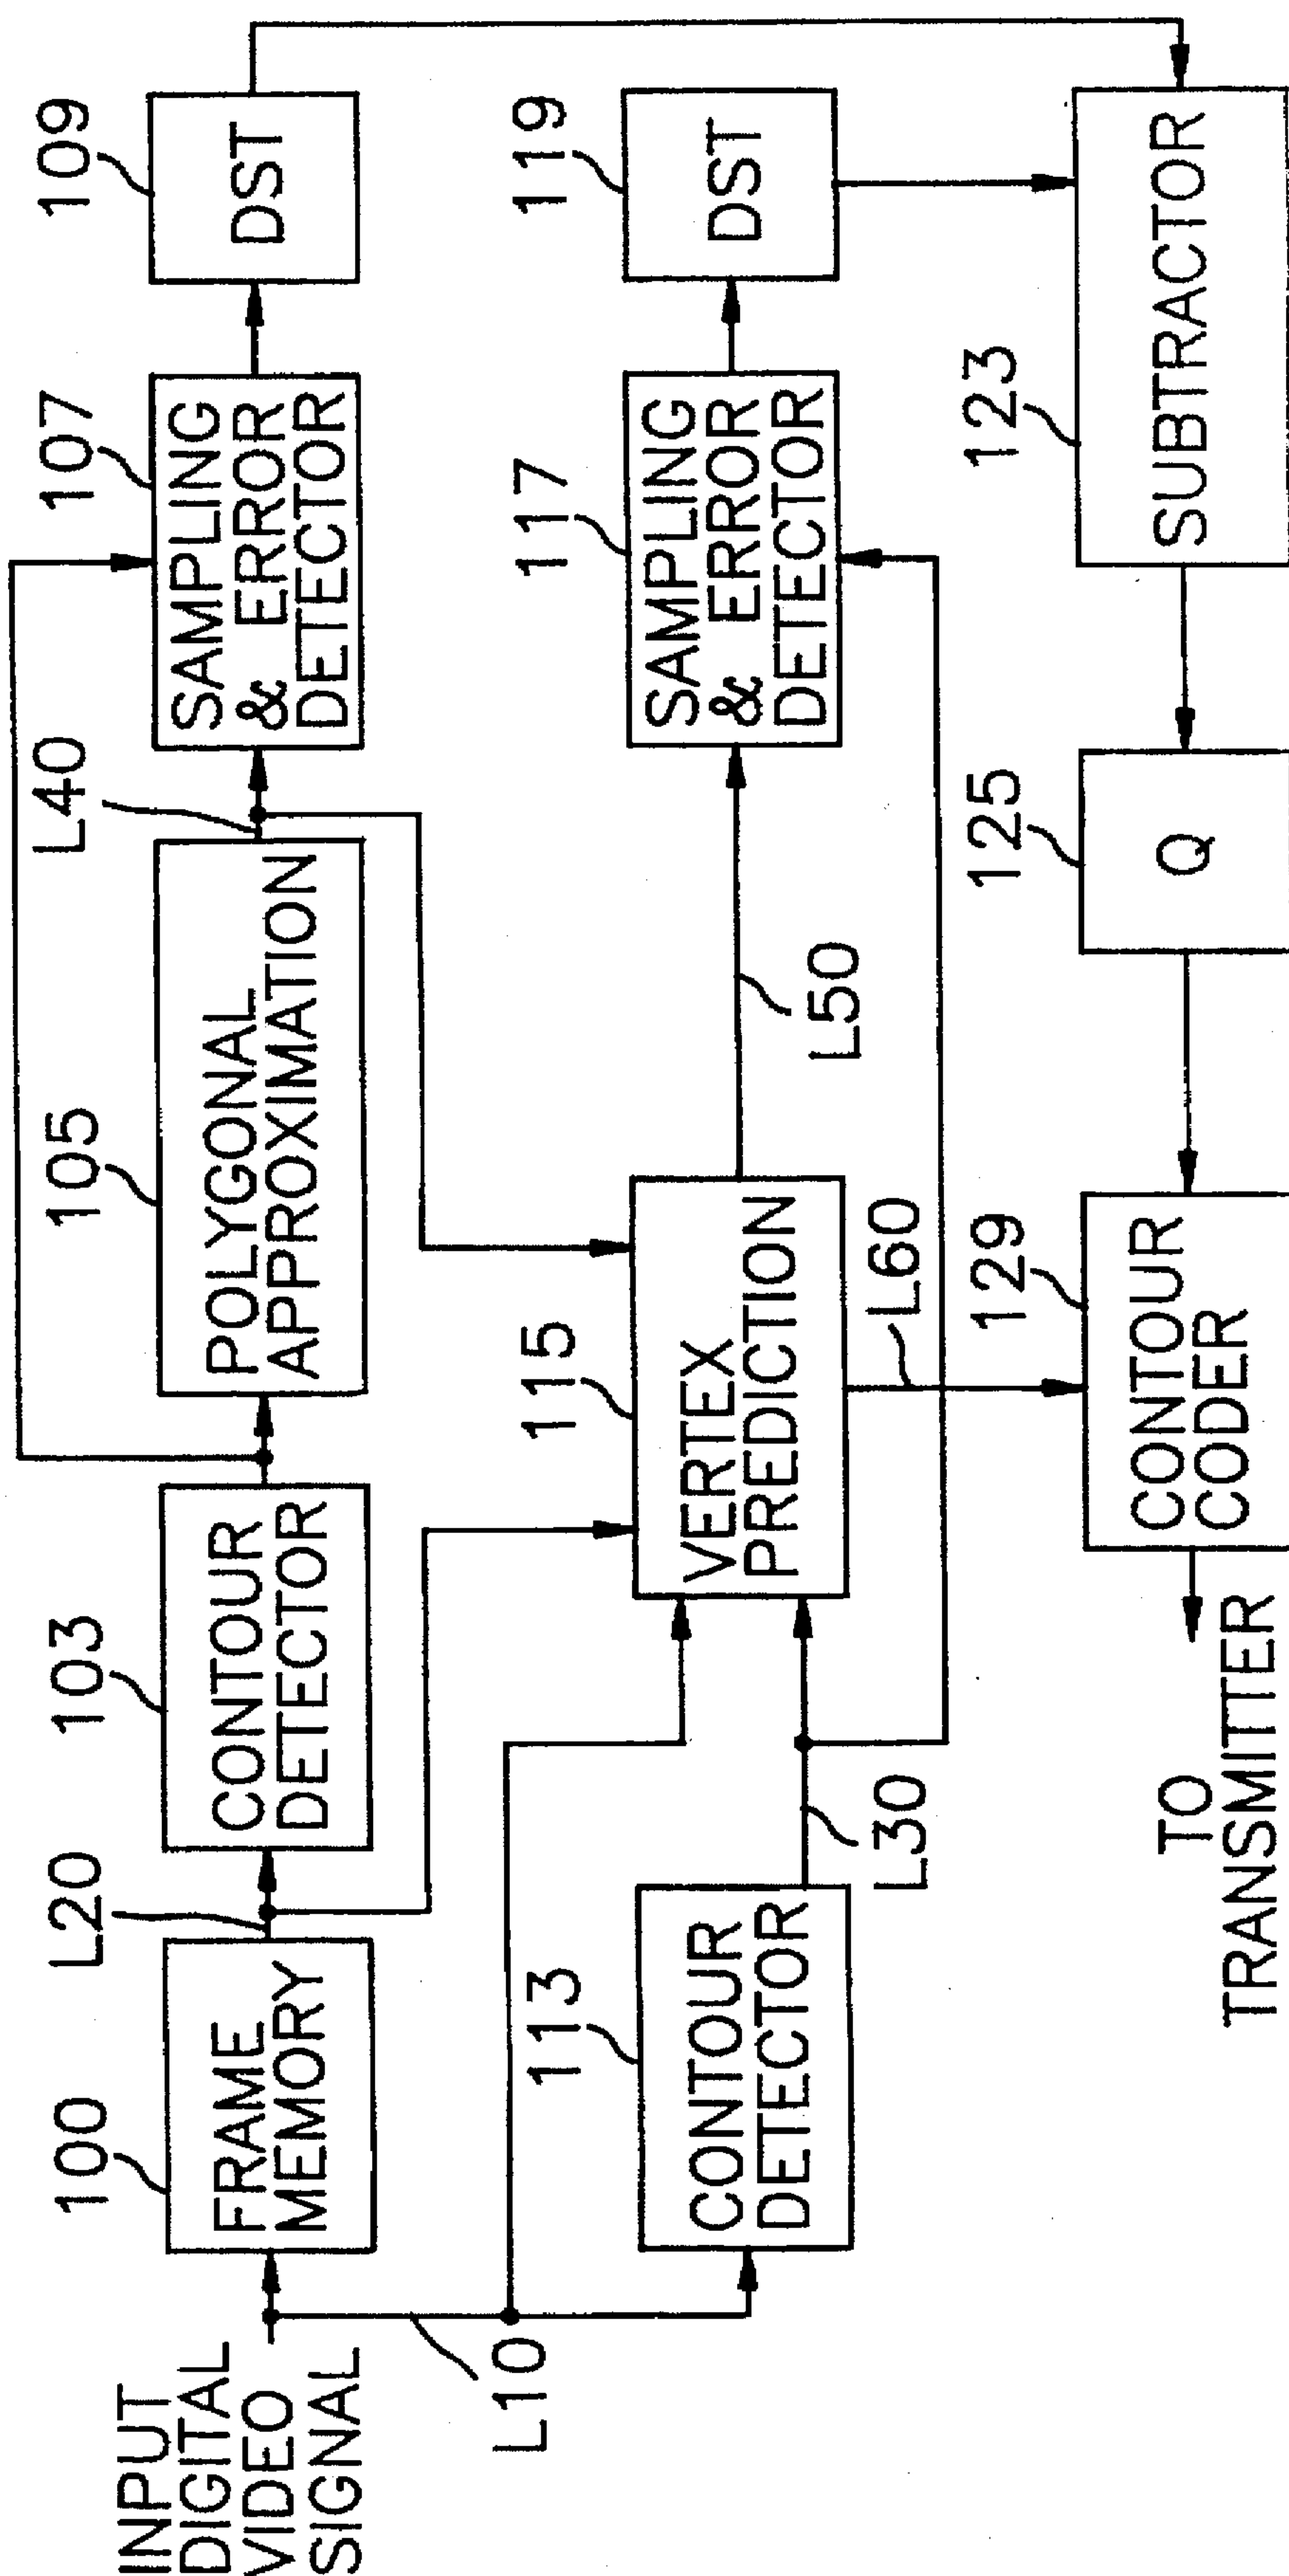 INPUT
DIGITAL
VIDEO
SIGNAL
100
FRAME
MEMORY
L20
103
CONTOUR
DETECTOR
105
POLYGONAL
APPROXIMATION
L40
107
SAMPLING
& ERROR
DETECTOR
109
DST
L10
113
CONTOUR
DETECTOR
L30
115
VERTEX
PREDICTION
L60
L50
117
SAMPLING
& ERROR
DETECTOR
119
DST
TO
TRANSMITTER
129
CONTOUR
CODER
125
Q
123
SUBTRACTOR